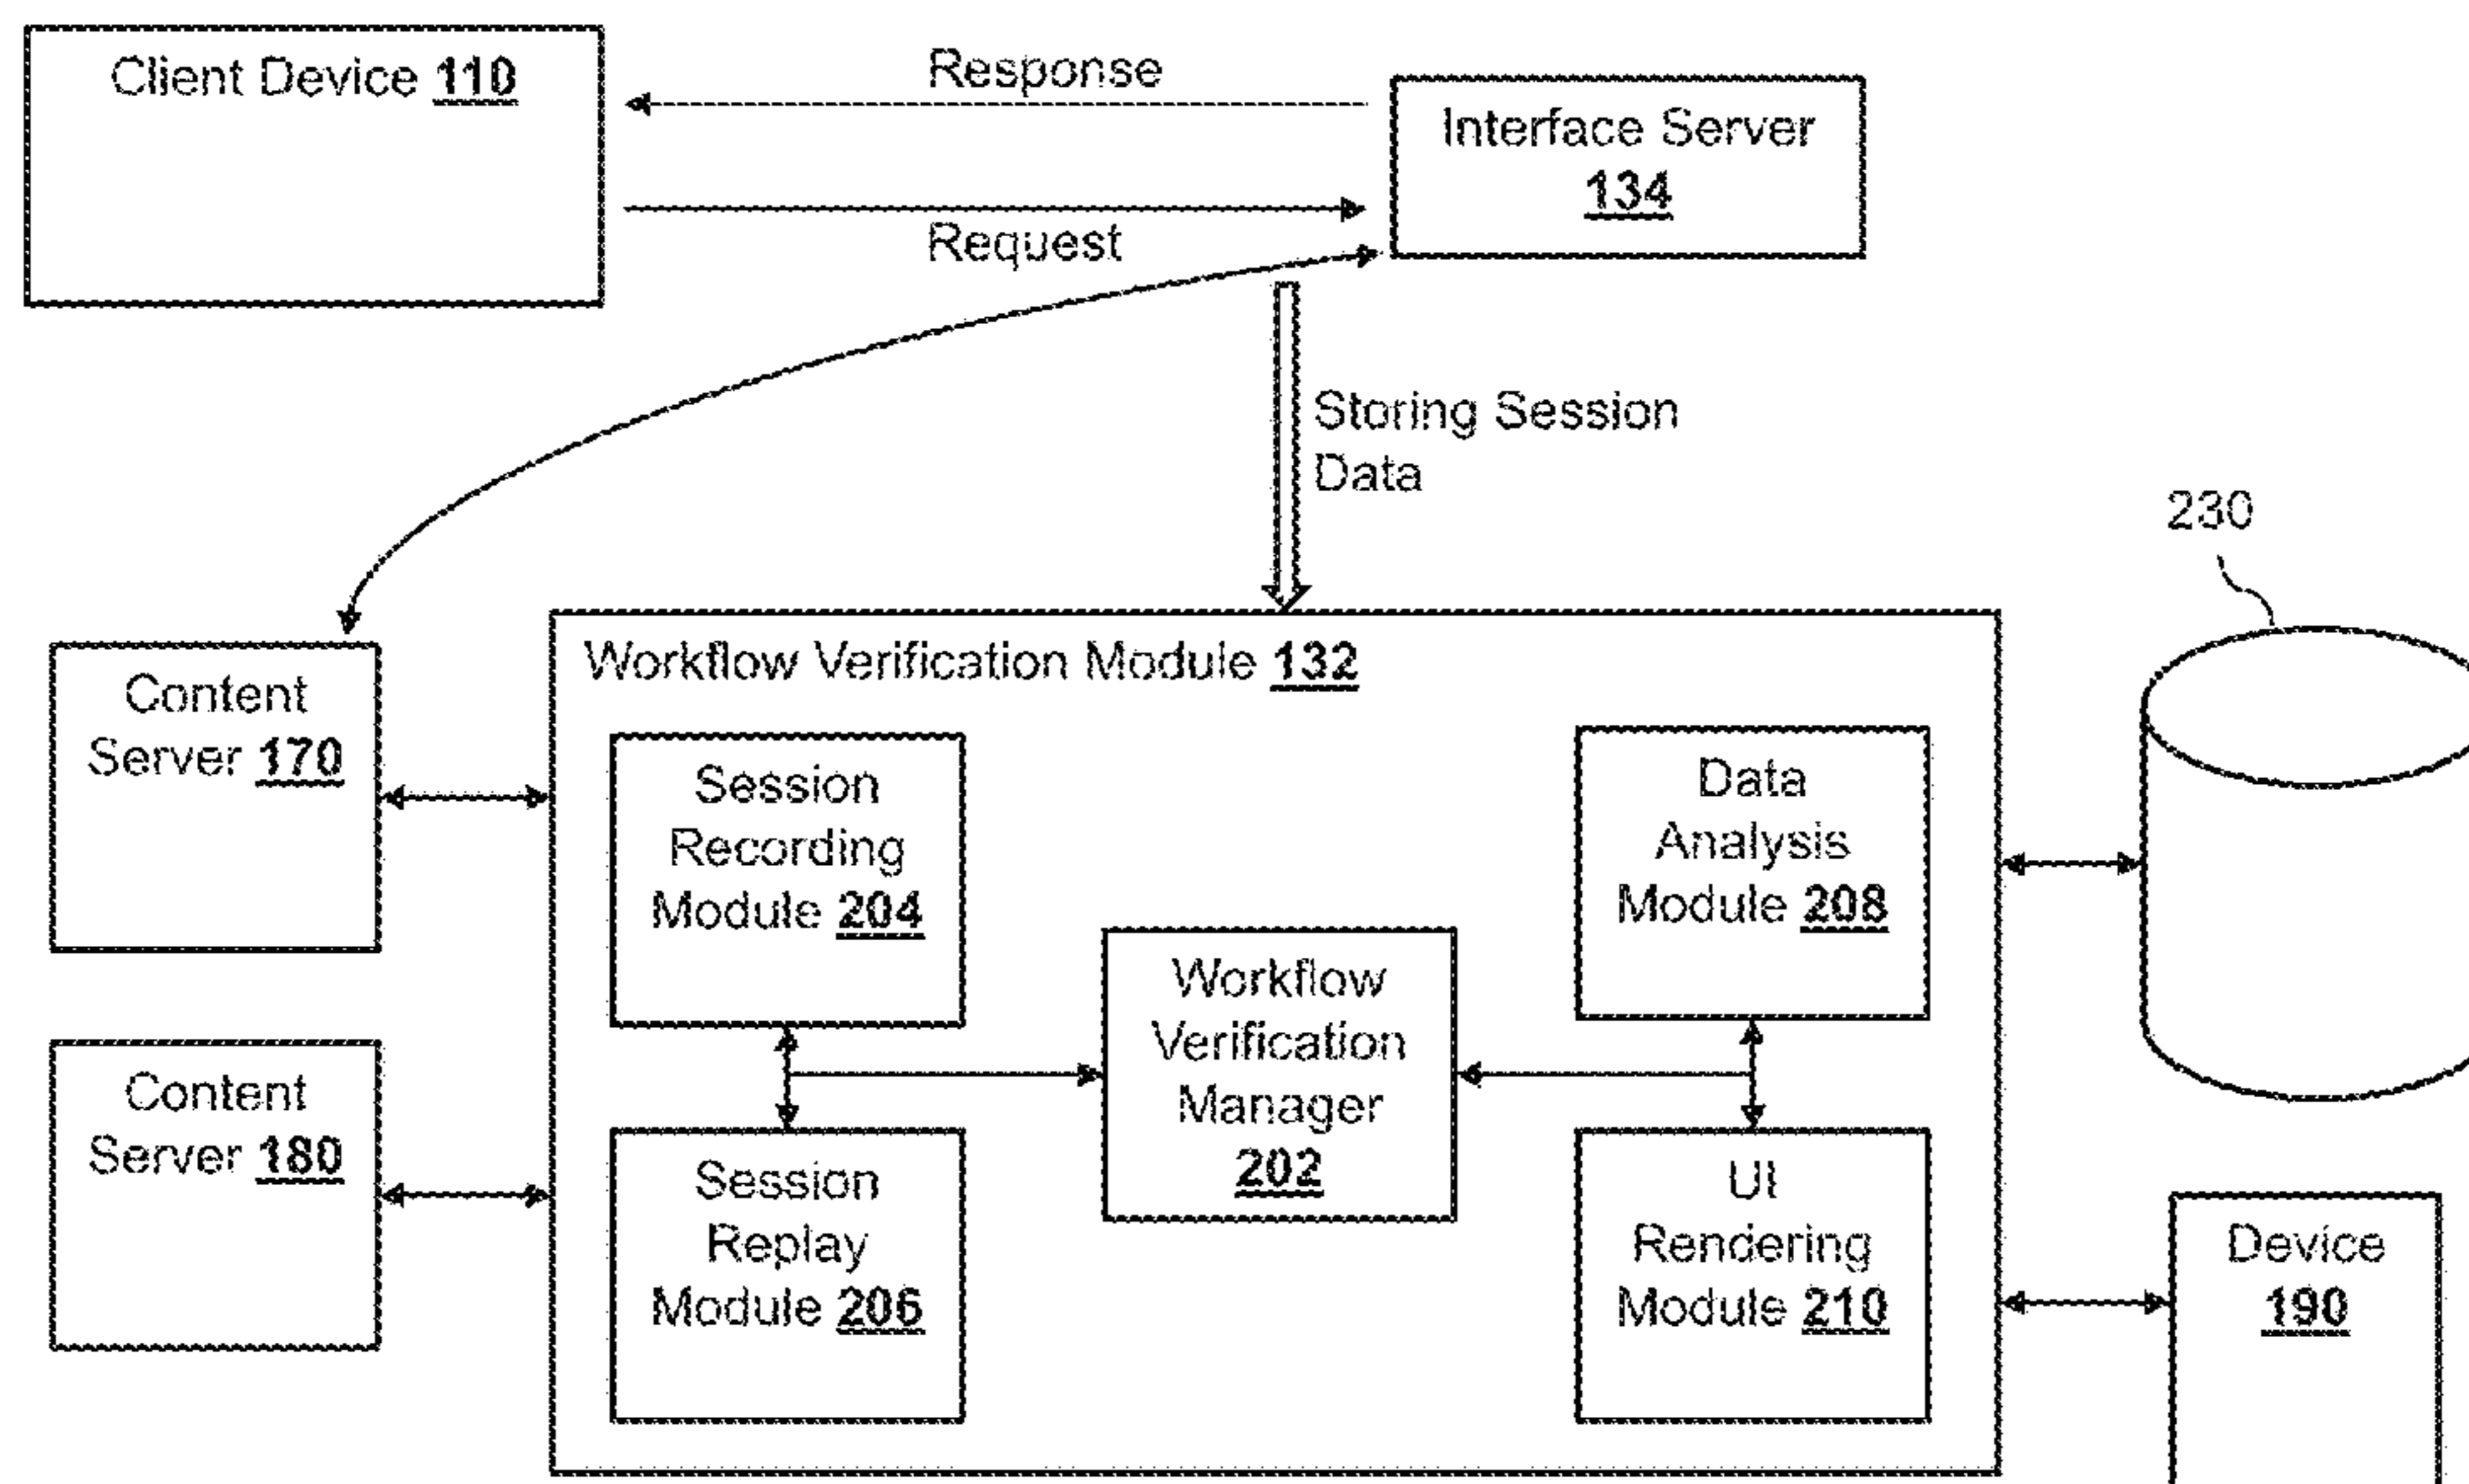 Client Device 110
Response
Interface Server
134
Request
Storing Session
Data
230
Content
Server 170
Workflow Verification Module 132
Session
Recording
Module 204
Data
Analysis
Module 208
Workflow
Verification
Manager
202
Content
Server 180
Session
Replay
Module 206
UI
Rendering
Module 210
Device
190